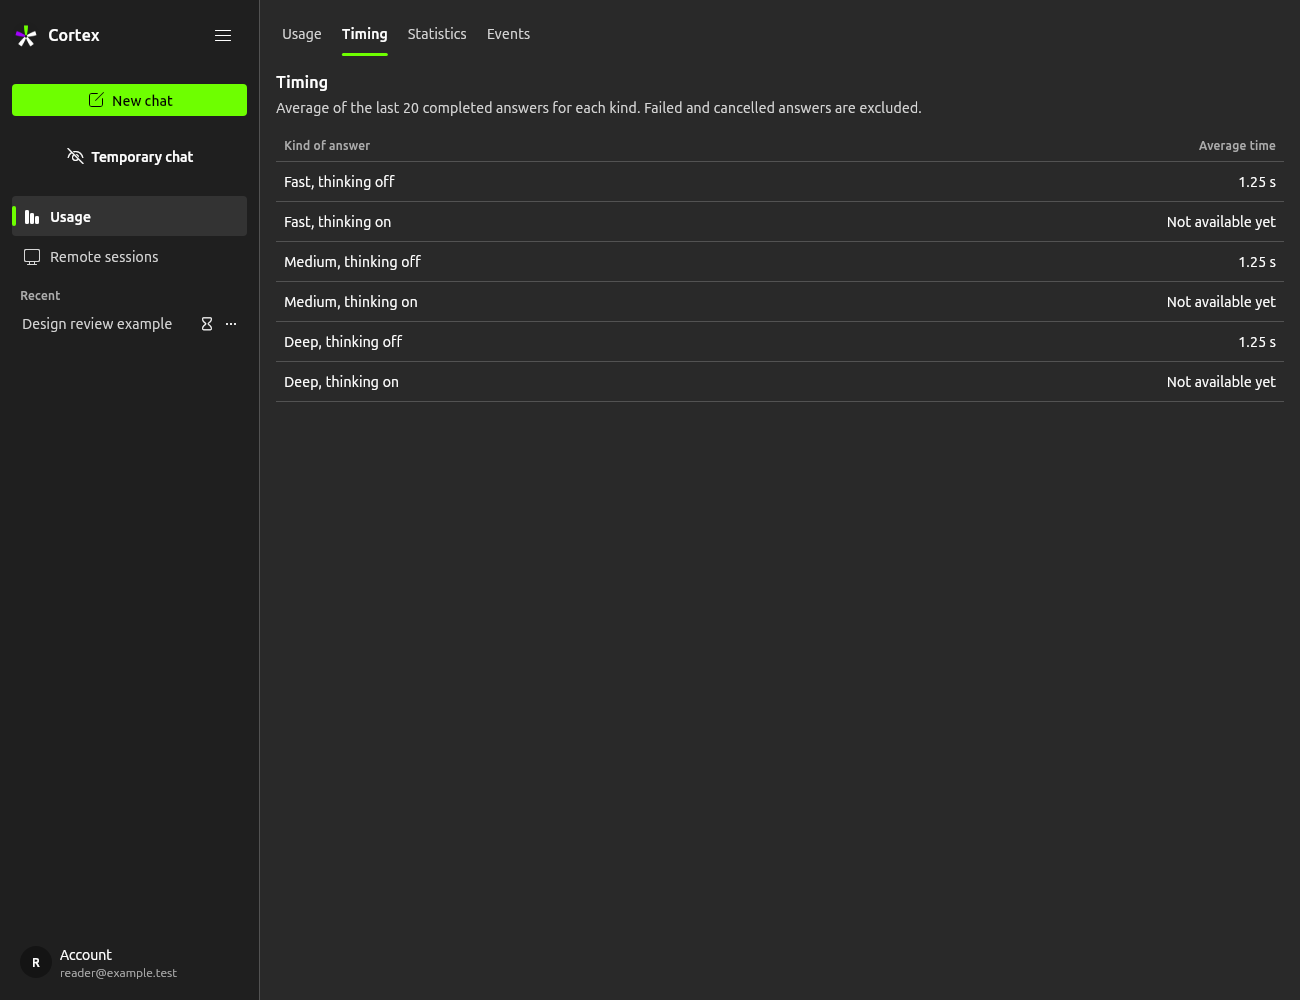 Cortex
New chat
Temporary chat
Usage
Remote sessions
Recent
Design review example
R
Account
reader@example.test
Usage Timing Statistics Events
Timing
Average of the last 20 completed answers for each kind. Failed and cancelled answers are excluded.
Kind of answer Average time
Fast, thinking off 1.25 s
Fast, thinking on Not available yet
Medium, thinking off 1.25 s
Medium, thinking on Not available yet
Deep, thinking off 1.25 s
Deep, thinking on Not available yet